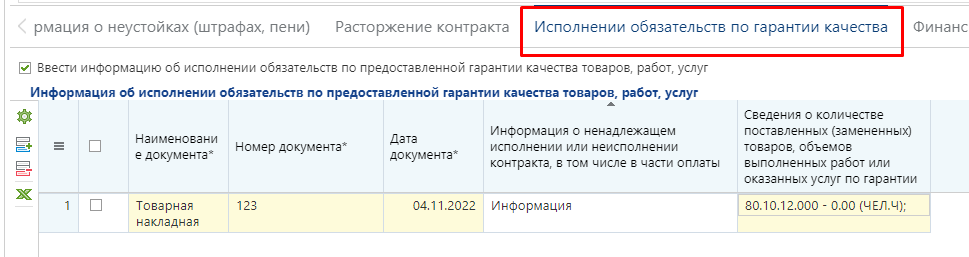 рмация о неустойках (штрафах, пени) Расторжение контракта Исполнении обязательств по гарантии качества Финанс
Ввести информацию об исполнении обязательств по предоставленной гарантии качества товаров, работ, услуг
Информация об исполнении обязательств по предоставленной гарантии качества товаров, работ, услуг
Наименовани
е документа*
Номер документа*
Дата
документа*
Информация о ненадлежащем
исполнении или неисполнении
контракта, в том числе в части оплаты
Сведения о количестве
поставленных (замененных)
товаров, объемов
выполненных работ или
оказанных услуг по гарантии
1
Товарная
накладная
123
04.11.2022
Информация
80.10.12.000 - 0.00 (ЧЕЛ.Ч);